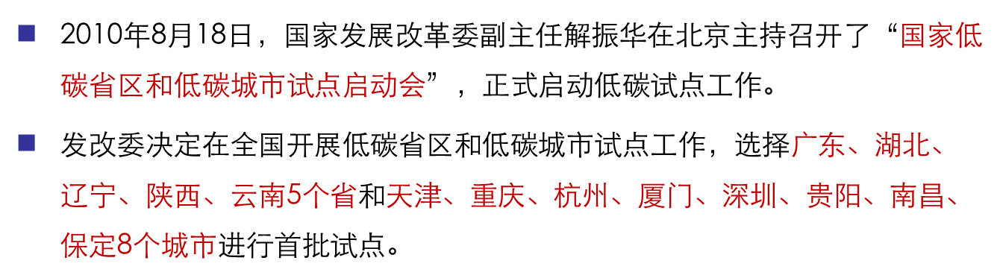 ■ 2010年8月18日，国家发展改革委副主任解振华在北京主持召开了“国家低
碳省区和低碳城市试点启动会”，正式启动低碳试点工作。
■ 发改委决定在全国开展低碳省区和低碳城市试点工作，选择广东、湖北、
辽宁、陕西、云南5个省和天津、重庆、杭州、厦门、深圳、贵阳、南昌、
保定8个城市进行首批试点。